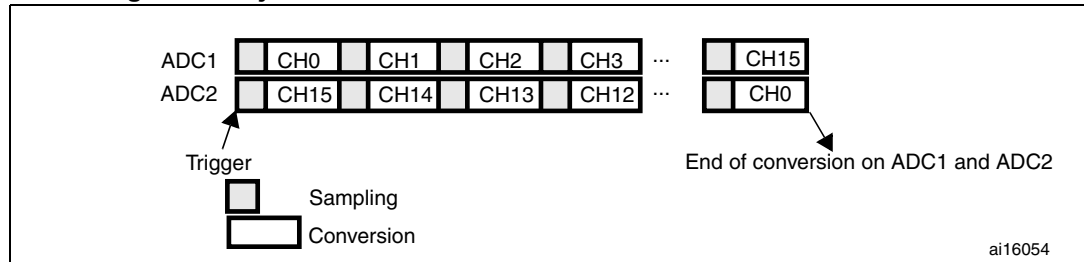 ADC1 CH0 CH1 CH2 CH3 ... CH15
ADC2 CH15 CH14 CH13 CH12 ... CH0
Trigger
End of conversion on ADC1 and ADC2
Sampling
Conversion
ai16054